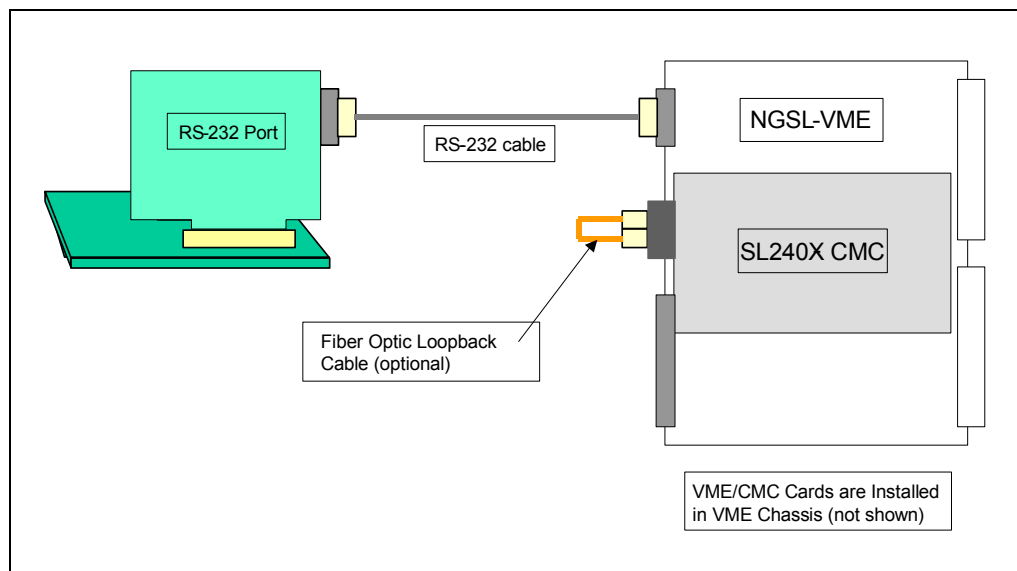 RS-232 Port
RS-232 cable
NGSL-VME
SL240X CMC
Fiber Optic Loopback
Cable (optional)
VME/CMC Cards are Installed
in VME Chassis (not shown)